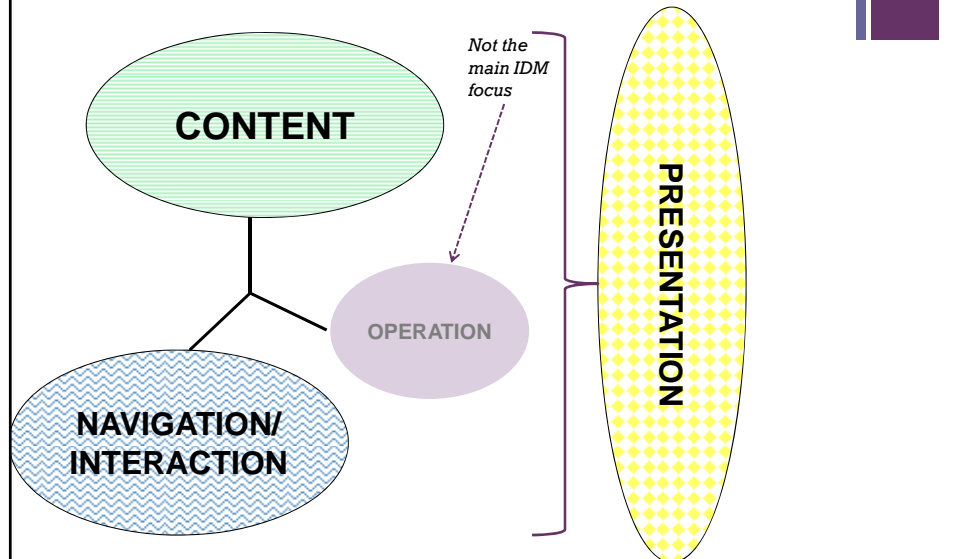 CONTENT
Not the
main IDM
focus
OPERATION
NAVIGATION/
INTERACTION
PRESENTATION